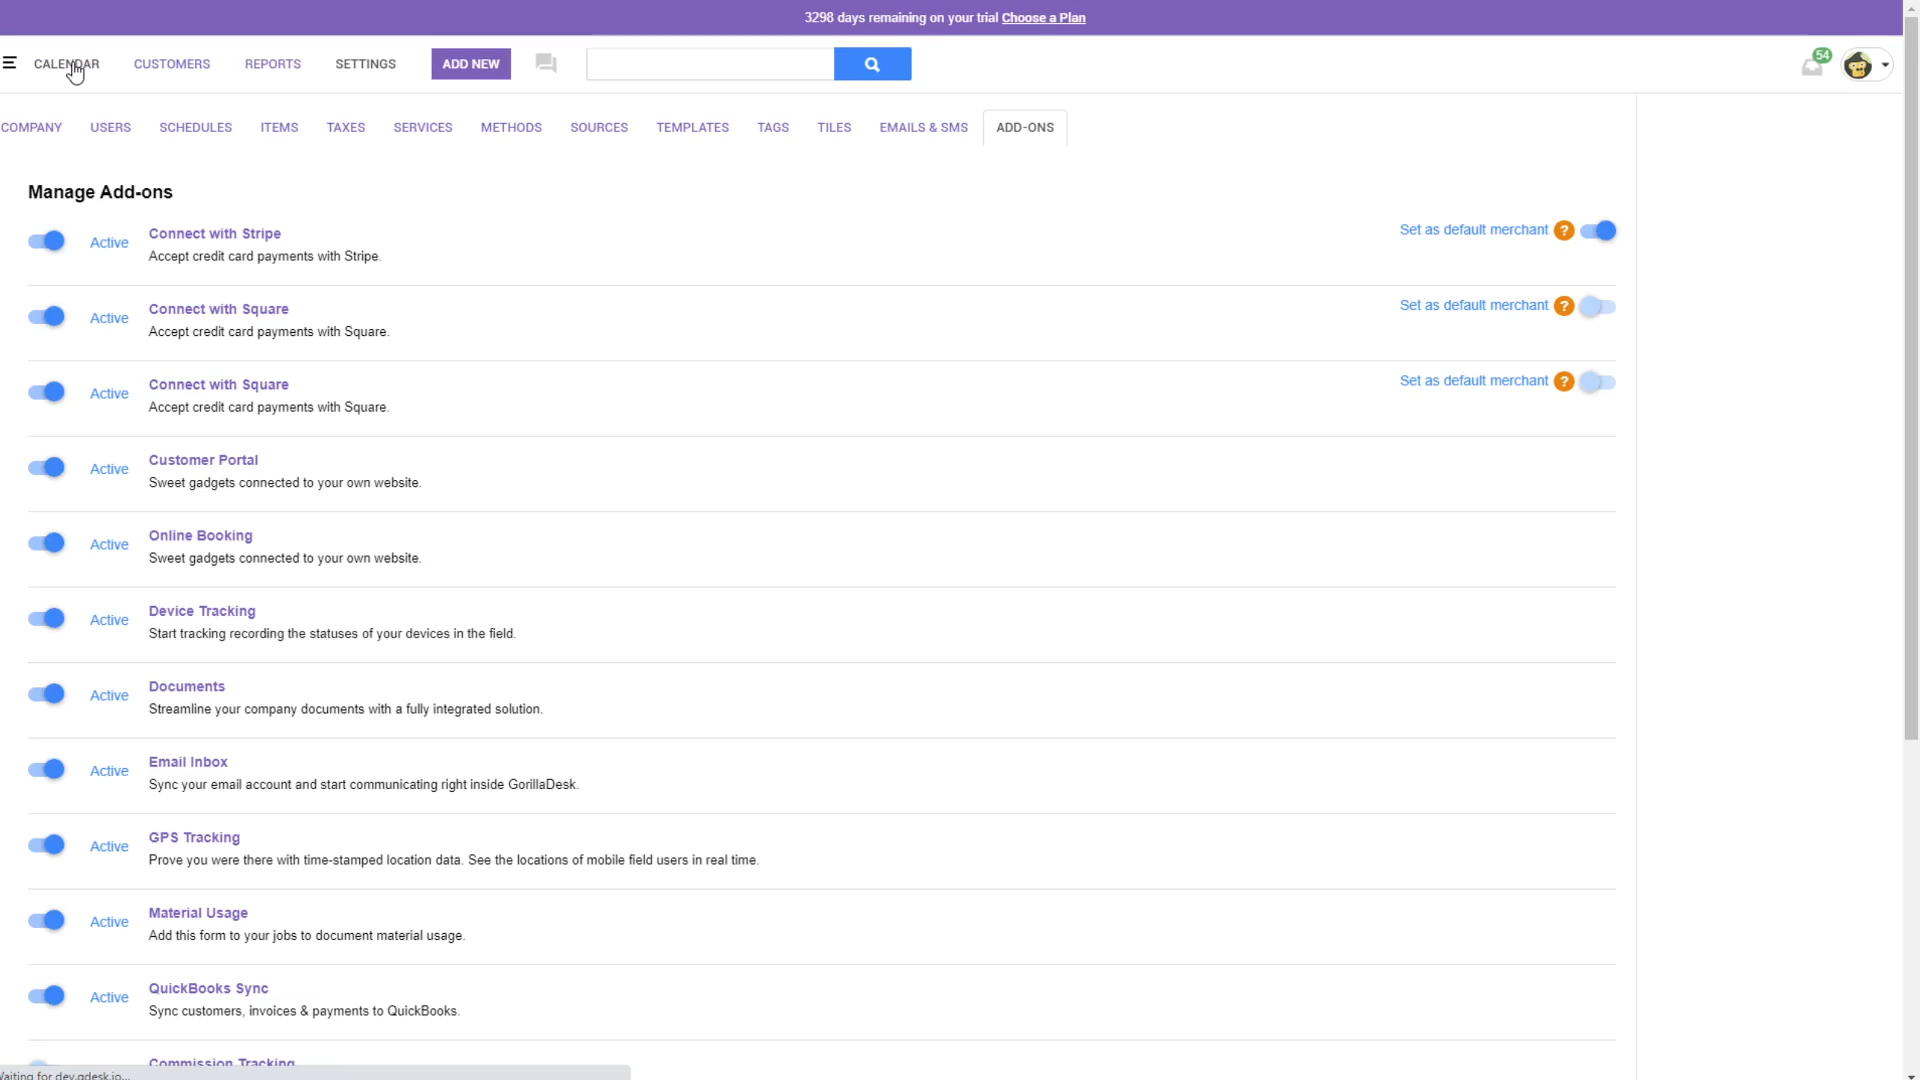 3298 days remaining on your trial Choose a Plan
CALENDAR CUSTOMERS REPORTS SETTINGS ADD NEW 54
COMPANY USERS SCHEDULES ITEMS TAXES SERVICES METHODS SOURCES TEMPLATES TAGS TILES EMAILS & SMS ADD-ONS
Manage Add-ons
Active Connect with Stripe Set as default merchant ?
Accept credit card payments with Stripe.
Active Connect with Square Set as default merchant ?
Accept credit card payments with Square.
Active Connect with Square Set as default merchant ?
Accept credit card payments with Square.
Active Customer Portal
Sweet gadgets connected to your own website.
Active Online Booking
Sweet gadgets connected to your own website.
Active Device Tracking
Start tracking recording the statuses of your devices in the field.
Active Documents
Streamline your company documents with a fully integrated solution.
Active Email Inbox
Sync your email account and start communicating right inside GorillaDesk.
Active GPS Tracking
Prove you were there with time-stamped location data. See the locations of mobile field users in real time.
Active Material Usage
Add this form to your jobs to document material usage.
Active QuickBooks Sync
Sync customers, invoices & payments to QuickBooks.
Commission Tracking
Waiting for dev.gdesk.io...